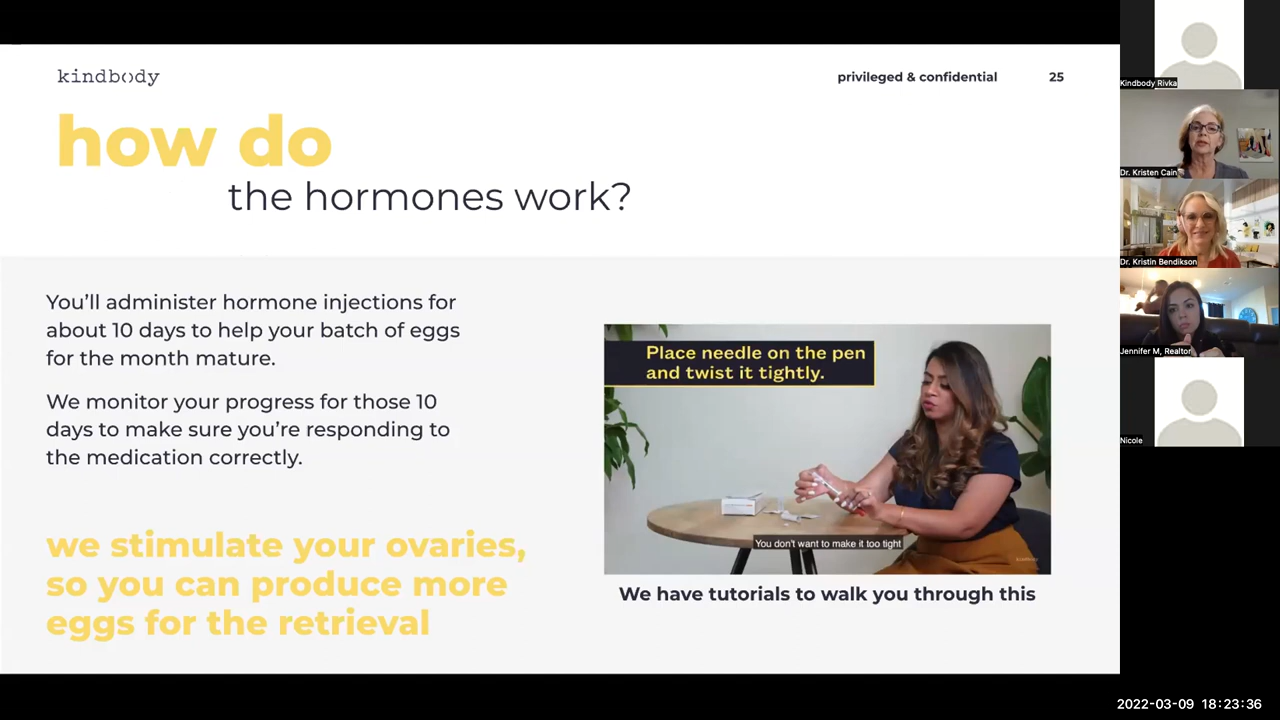 kindbody
privileged & confidential
25
how do
the hormones work?
You'll administer hormone injections for
about 10 days to help your batch of eggs
for the month mature.
We monitor your progress for those 10
days to make sure you're responding to
the medication correctly.
we stimulate your ovaries,
so you can produce more
eggs for the retrieval
Place needle on the pen
and twist it tightly.
You don't want to make it too tight
kindbody
We have tutorials to walk you through this
Kindbody Rivka
Dr. Kristen Cain
Dr. Kristin Bendikson
Jennifer M, Realtor
Nicole
2022-03-09 18:23:36